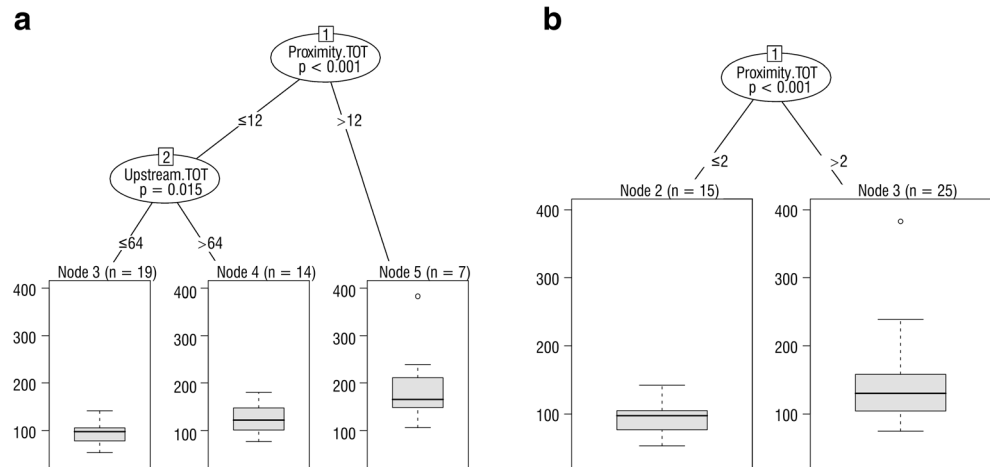 a
1
Proximity.TOT
p < 0.001
≤12
>12
2
Upstream.TOT
p = 0.015
≤64
>64
Node 3 (n = 19)
Node 4 (n = 14)
Node 5 (n = 7)
400
300
200
100
400
300
200
100
400
300
200
100
b
1
Proximity.TOT
p < 0.001
≤2
>2
Node 2 (n = 15)
Node 3 (n = 25)
400
300
200
100
400
300
200
100